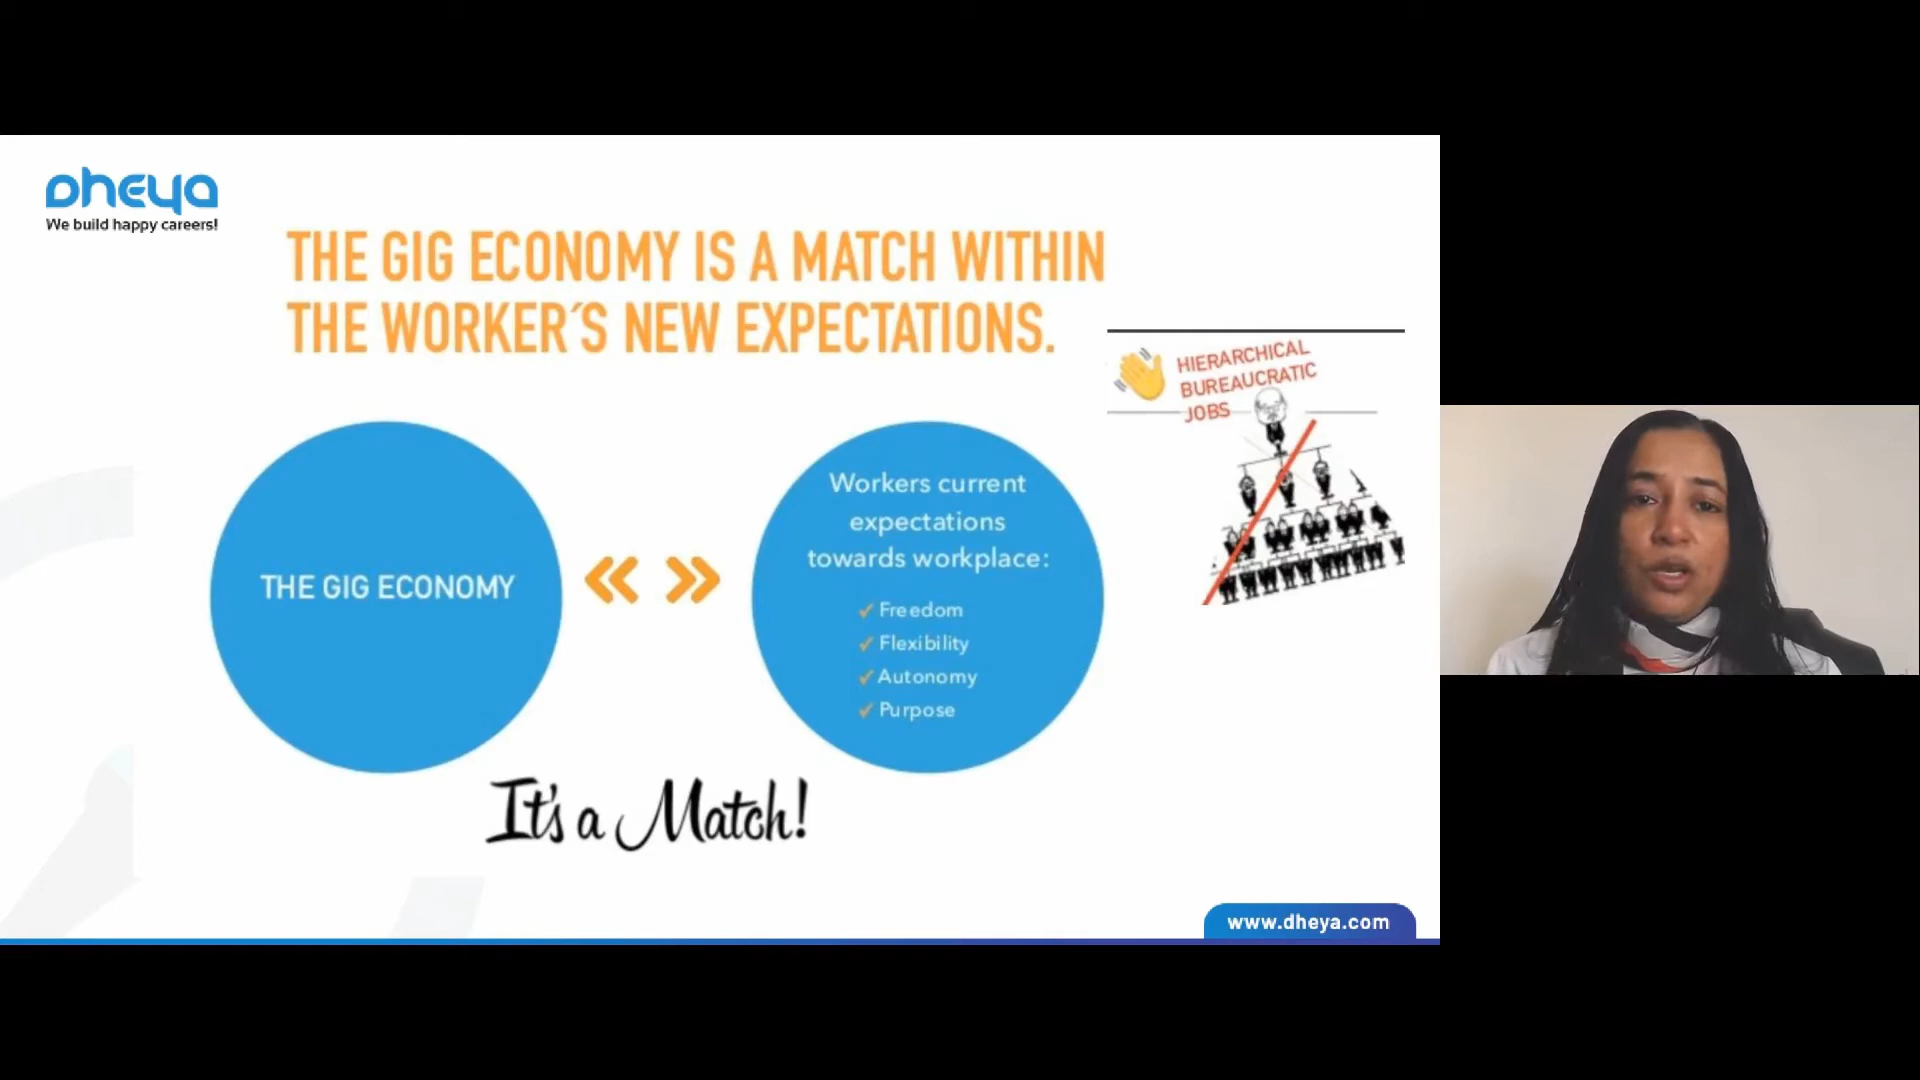 Dheya
We build happy careers!
THE GIG ECONOMY IS A MATCH WITHIN
THE WORKER´S NEW EXPECTATIONS.
HIERARCHICAL
BUREAUCRATIC
JOBS
THE GIG ECONOMY
Workers current
expectations
towards workplace:
✓ Freedom
✓ Flexibility
✓ Autonomy
✓ Purpose
It's a Match!
www.dheya.com